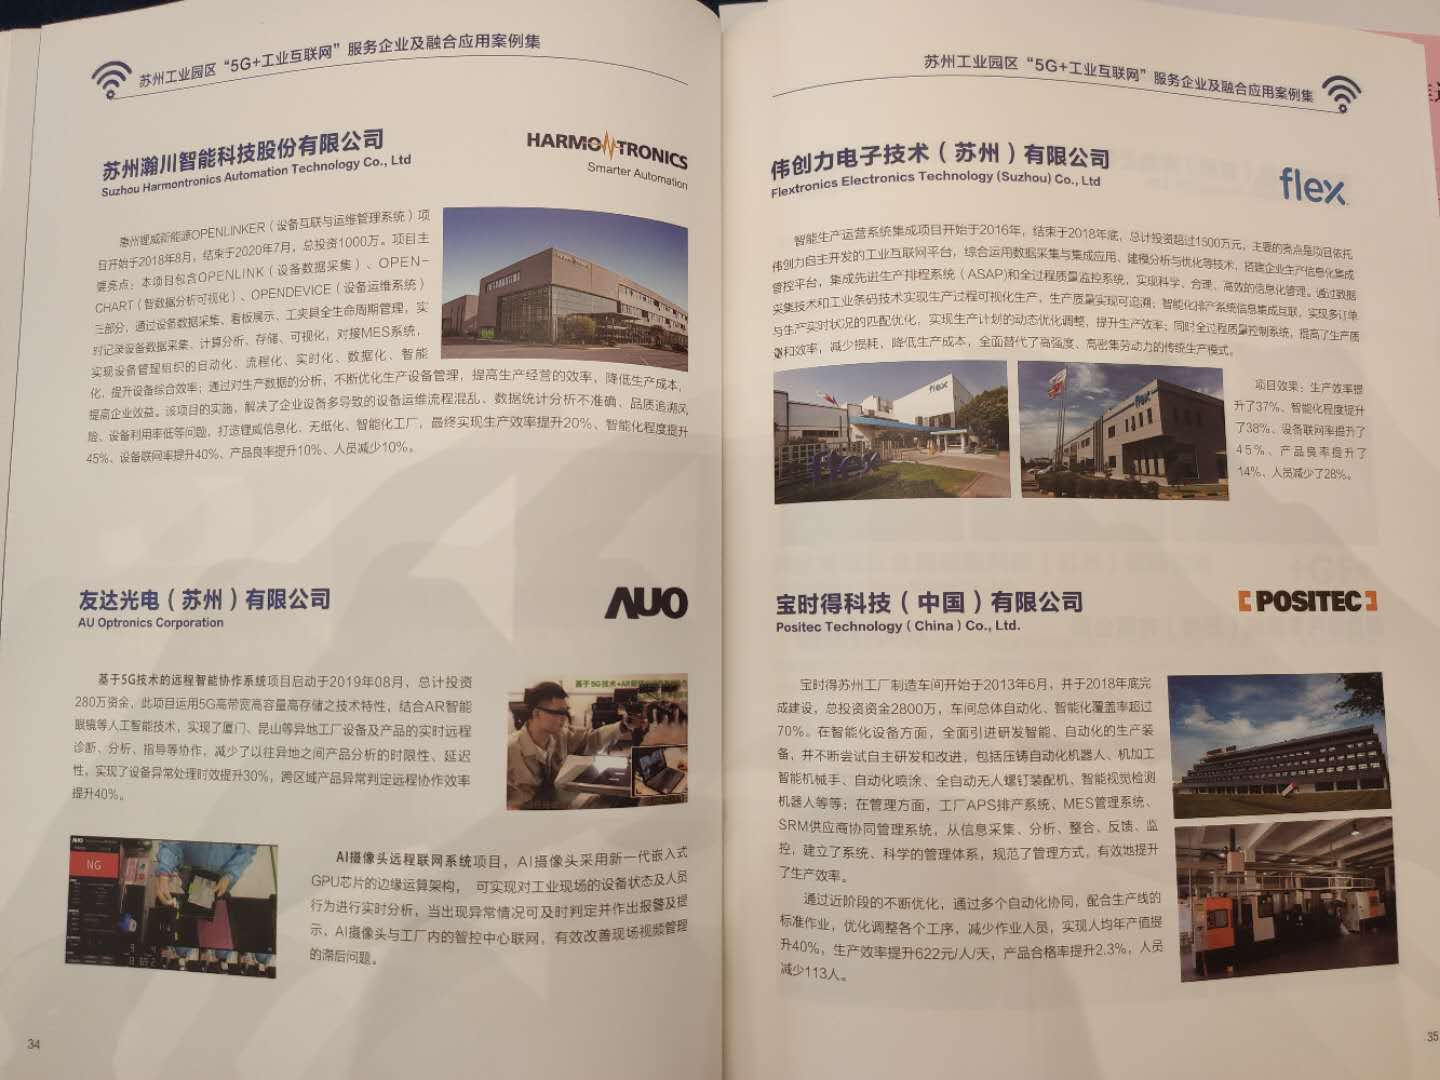 苏州工业园区“5G+工业互联网”服务企业及融合应用案例集
苏州瀚川智能科技股份有限公司
Suzhou Harmontronics Automation Technology Co., Ltd
HARMONTRONICS
Smarter Automation
惠州锂威新能源OPENLINKER（设备互联与运维管理系统）项
目开始于2018年8月，结束于2020年7月，总投资1000万。项目主
要亮点：本项目包含OPENLINK（设备数据采集）、OPEN-
CHART（智数据分析可视化）、OPENDEVICE（设备运维系统）
三部分，通过设备数据采集、看板展示、工夹具全生命周期管理，实
时记录设备数据采集、计算分析、存储、可视化，对接MES系统，
实现设备管理组织的自动化、流程化、实时化、数据化、智能
化，提升设备综合效率；通过对生产数据的分析，不断优化生产设备管理，提高生产经营的效率，降低生产成本，
提高企业效益。该项目的实施，解决了企业设备多导致的设备运维流程混乱、数据统计分析不准确、品质追溯风
险、设备利用率低等问题，打造锂威信息化、无纸化、智能化工厂，最终实现生产效率提升20%、智能化程度提升
45%、设备联网率提升40%、产品良率提升10%、人员减少10%。
友达光电（苏州）有限公司
AU Optronics Corporation
AUO
基于5G技术的远程智能协作系统项目启动于2019年08月，总计投资
280万资金，此项目运用5G高带宽高容量高存储之技术特性，结合AR智能
眼镜等人工智能技术，实现了厦门、昆山等异地工厂设备及产品的实时远程
诊断、分析、指导等协作，减少了以往异地之间产品分析的时限性、延迟
性，实现了设备异常处理时效提升30%，跨区域产品异常判定远程协作效率
提升40%。
NG
AI摄像头远程联网系统项目，AI摄像头采用新一代嵌入式
GPU芯片的边缘运算架构，可实现对工业现场的设备状态及人员
行为进行实时分析，当出现异常情况可及时判定并作出报警及提
示，AI摄像头与工厂内的智控中心联网，有效改善现场视频管理
的滞后问题。
34
苏州工业园区“5G+工业互联网”服务企业及融合应用案例集
伟创力电子技术（苏州）有限公司
Flextronics Electronics Technology (Suzhou) Co., Ltd
flex
智能生产运营系统集成项目开始于2016年，结束于2018年底，总计投资超过1500万元，主要的亮点是项目依托
伟创力自主开发的工业互联网平台，综合运用数据采集与集成应用、建模分析与优化等技术，搭建企业生产信息化集成
管控平台，集成先进生产排程系统（ASAP)和全过程质量监控系统，实现科学、合理、高效的信息化管理。通过数据
采集技术和工业条码技术实现生产过程可视化生产，生产质量实现可追溯；智能化排产系统信息集成互联，实现多订单
与生产实时状况的匹配优化，实现生产计划的动态优化调整，提升生产效率；同时全过程质量控制系统，提高了生产质
量和效率，减少损耗，降低生产成本，全面替代了高强度、高密集劳动力的传统生产模式。
flex
flex
flex
项目效果：生产效率提
升了37%、智能化程度提升
了38%、设备联网率提升了
45%、产品良率提升了
14%、人员减少了28%。
宝时得科技（中国）有限公司
Positec Technology（China）Co., Ltd.
POSITEC
宝时得苏州工厂制造车间开始于2013年6月，并于2018年底完
成建设，总投资资金2800万，车间总体自动化、智能化覆盖率超过
70%。在智能化设备方面，全面引进研发智能、自动化的生产装
备，并不断尝试自主研发和改进，包括压铸自动化机器人、机加工
智能机械手、自动化喷涂、全自动无人螺钉装配机、智能视觉检测
机器人等等；在管理方面，工厂APS排产系统、MES管理系统、
SRM供应商协同管理系统，从信息采集、分析、整合、反馈、监
控，建立了系统、科学的管理体系，规范了管理方式，有效地提升
了生产效率。
通过近阶段的不断优化，通过多个自动化协同，配合生产线的
标准作业，优化调整各个工序，减少作业人员，实现人均年产值提
升40%，生产效率提升622元/人/天，产品合格率提升2.3%，人员
减少113人。
35